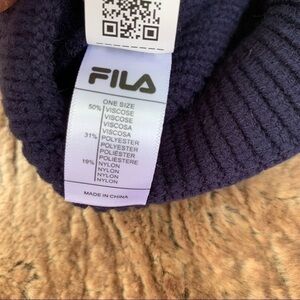 FILA
ONE SIZE
50% VISCOSE
VISCOSE
VISCOSA
VISCOSA
31% POLYESTER
POLYESTER
POLIÉSTER
POLIESTERE
19% NYLON
NYLON
NYLON
NYLON
MADE IN CHINA